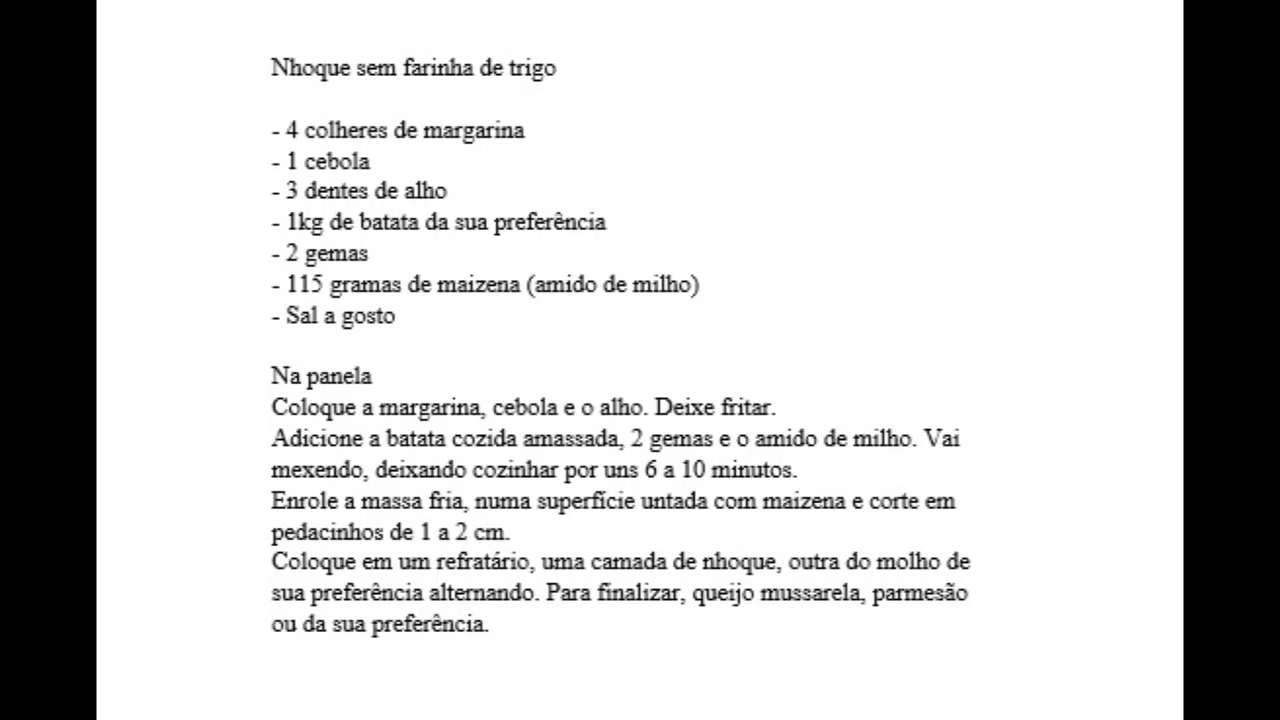 Nhoque sem farinha de trigo
- 4 colheres de margarina
- 1 cebola
- 3 dentes de alho
- 1kg de batata da sua preferência
- 2 gemas
- 115 gramas de maizena (amido de milho)
- Sal a gosto
Na panela
Coloque a margarina, cebola e o alho. Deixe fritar.
Adicione a batata cozida amassada, 2 gemas e o amido de milho. Vai
mexendo, deixando cozinhar por uns 6 a 10 minutos.
Enrole a massa fria, numa superfície untada com maizena e corte em
pedacinhos de 1 a 2 cm.
Coloque em um refratário, uma camada de nhoque, outra do molho de
sua preferência alternando. Para finalizar, queijo mussarela, parmesão
ou da sua preferência.